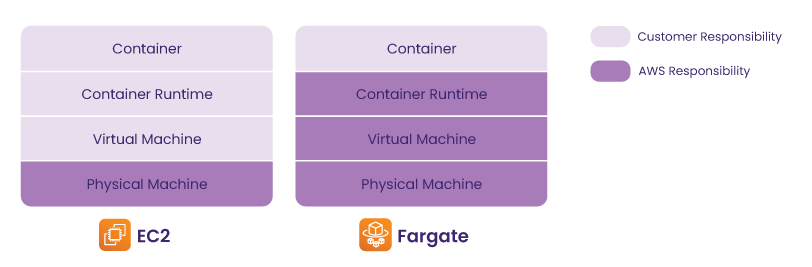 Container
Container Runtime
Virtual Machine
Physical Machine
EC2
Container
Container Runtime
Virtual Machine
Physical Machine
Fargate
Customer Responsibility
AWS Responsibility